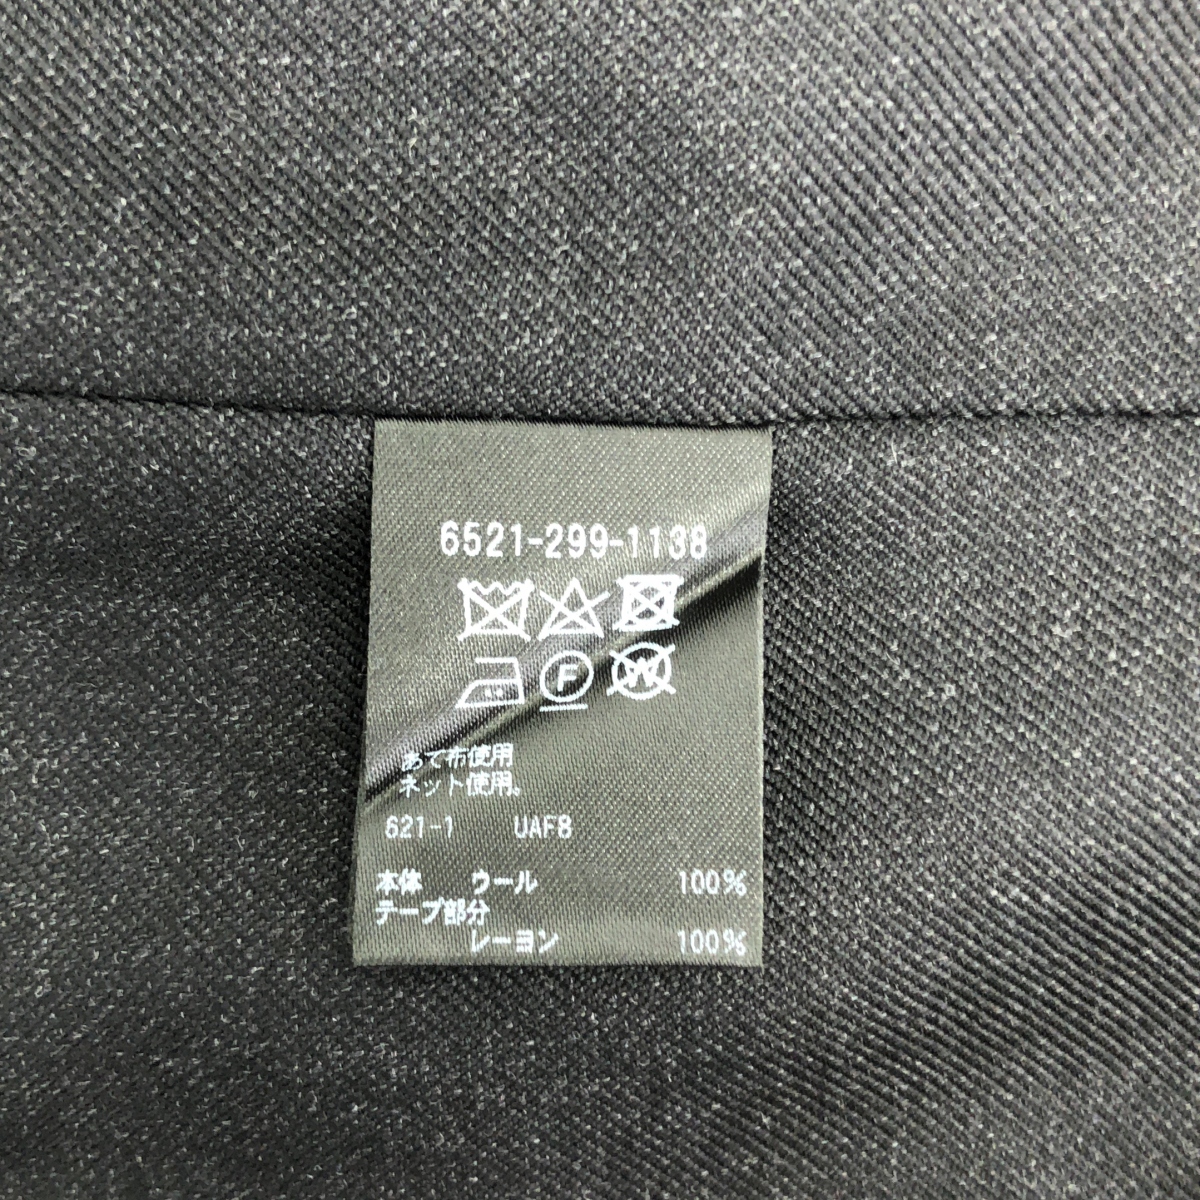 6521-299-1138
F W
あて布使用
ネット使用。
621-1 UAF8
本体 ウール 100%
テープ部分
レーヨン 100%